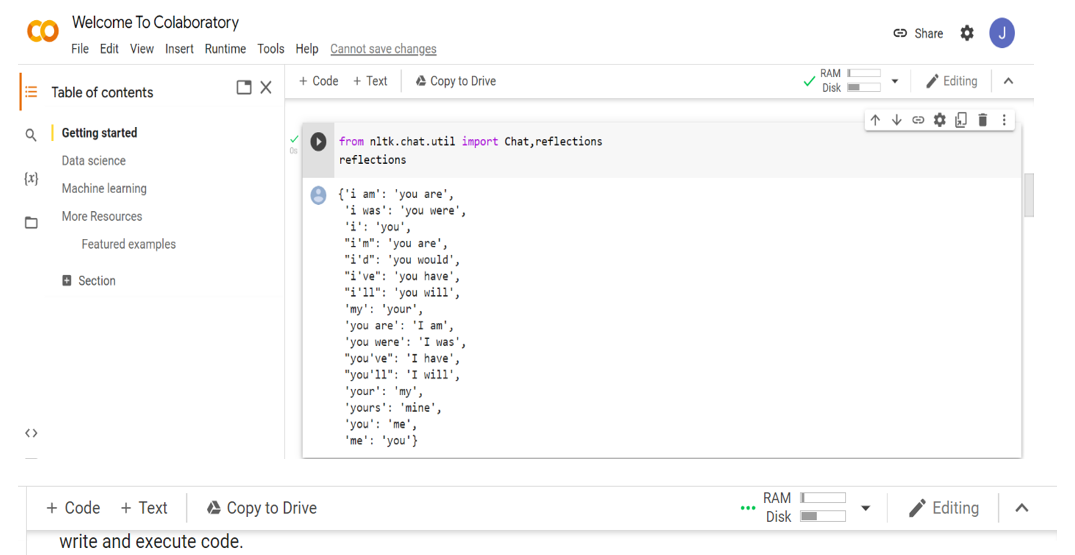 Welcome To Colaboratory
File Edit View Insert Runtime Tools Help Cannot save changes
Share
J
Table of contents
Getting started
Data science
Machine learning
More Resources
Featured examples
Section
+ Code + Text Copy to Drive
RAM
Disk
Editing
0s
from nltk.chat.util import Chat,reflections
reflections
{'i am': 'you are',
'i was': 'you were',
'i': 'you',
"i'm": 'you are',
"i'd": 'you would',
"i've": 'you have',
"i'll": 'you will',
'my': 'your',
'you are': 'I am',
'you were': 'I was',
"you've": 'I have',
"you'll": 'I will',
'your': 'my',
'yours': 'mine',
'you': 'me',
'me': 'you'}
+ Code + Text Copy to Drive
RAM
Disk
Editing
write and execute code.